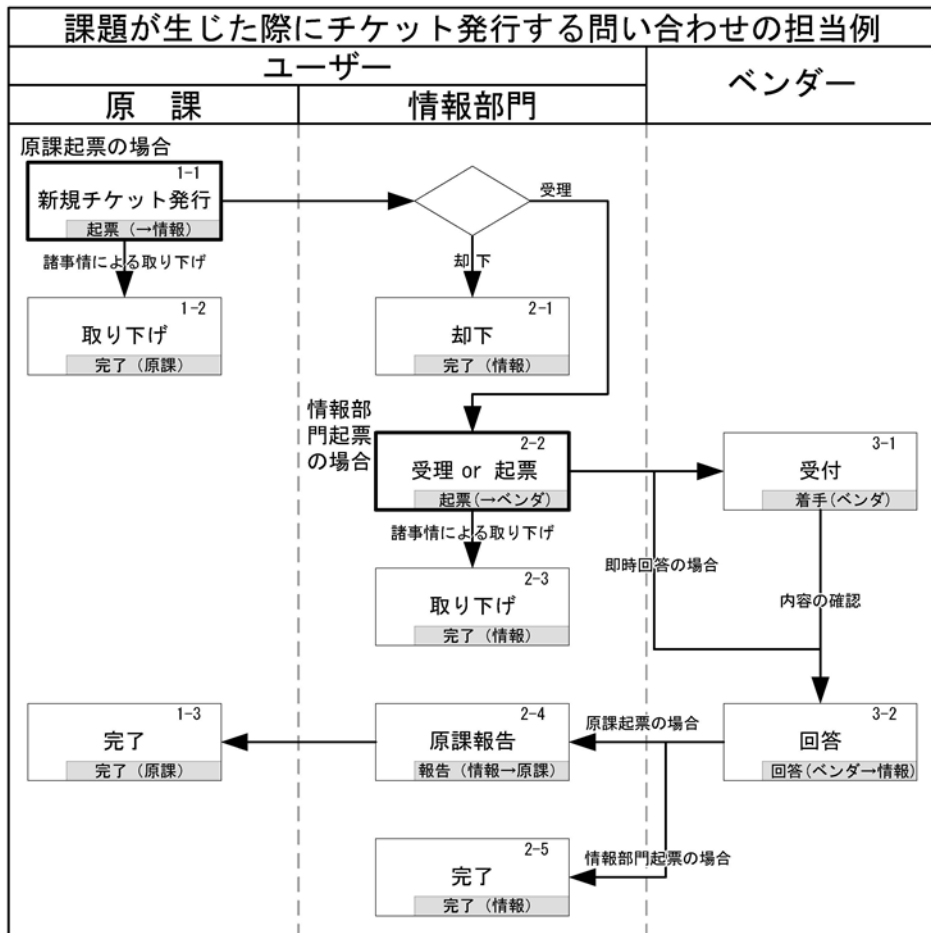 課題が生じた際にチケット発行する問い合わせの担当例
ユーザー
ベンダー
原 課
情報部門
原課起票の場合
1-1
新規チケット発行
起票（→情報）
受理
諸事情による取り下げ
却下
1-2
取り下げ
完了（原課）
2-1
却下
完了（情報）
情報部
門起票
の場合
2-2
受理 or 起票
起票(→ベンダ)
3-1
受付
着手(ベンダ)
諸事情による取り下げ
即時回答の場合
2-3
取り下げ
完了（情報）
内容の確認
1-3
完了
完了（原課）
2-4
原課報告
報告（情報→原課）
原課起票の場合
3-2
回答
回答(ベンダ→情報)
2-5
完了
完了（情報）
情報部門起票の場合